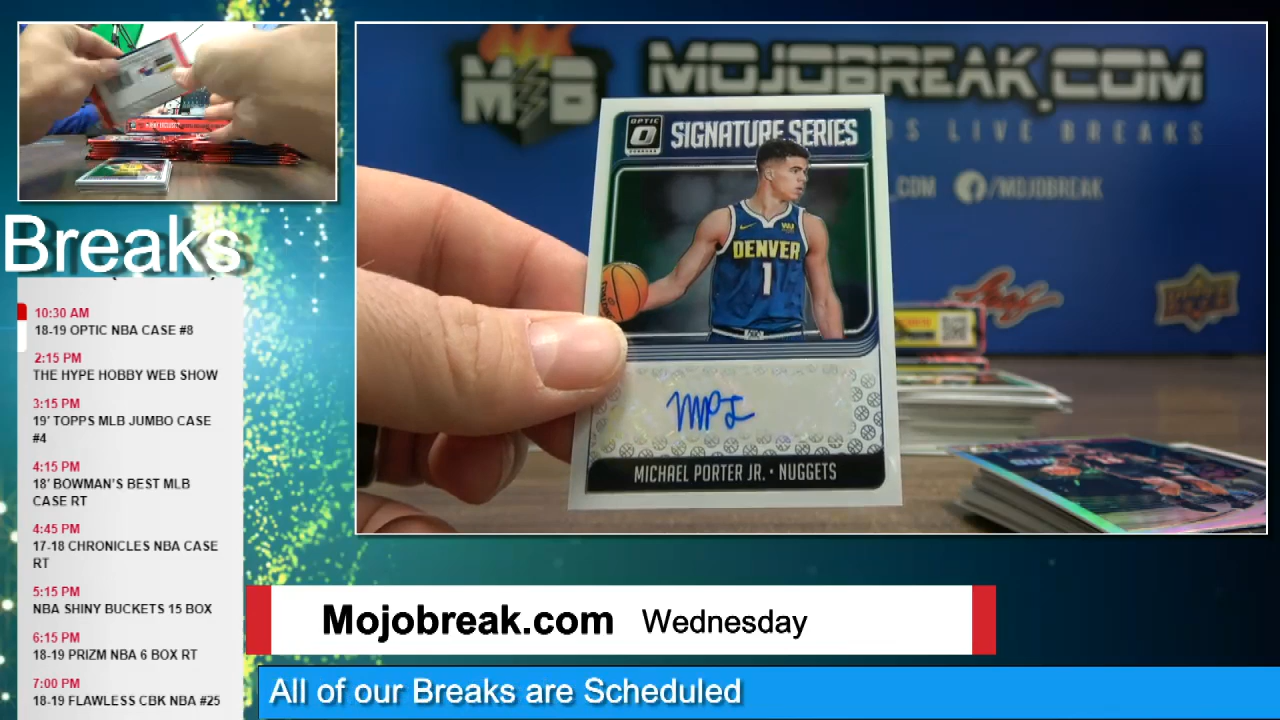 Breaks
10:30 AM
18-19 OPTIC NBA CASE #8
2:15 PM
THE HYPE HOBBY WEB SHOW
3:15 PM
19' TOPPS MLB JUMBO CASE
#4
4:15 PM
18' BOWMAN'S BEST MLB
CASE RT
4:45 PM
17-18 CHRONICLES NBA CASE
RT
5:15 PM
NBA SHINY BUCKETS 15 BOX
6:15 PM
18-19 PRIZM NBA 6 BOX RT
7:00 PM
18-19 FLAWLESS CBK NBA #25
M B
MOJOBREAK.COM
S LIVE BREAKS
.COM
/MOJOBREAK
OPTIC
SIGNATURE SERIES
DENVER
1
MPJ
MICHAEL PORTER JR. • NUGGETS
Leaf
Mojobreak.com Wednesday
All of our Breaks are Scheduled